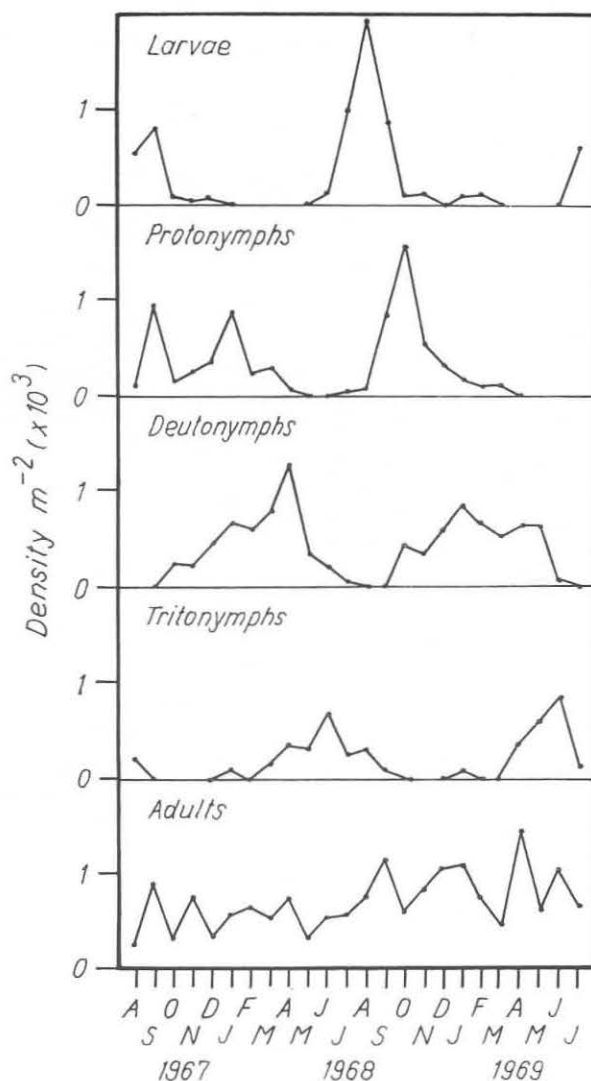 Larvae
1
0
Protonymphs
1
0
Deutonymphs
1
0
Tritonymphs
1
0
Adults
1
0
Density m⁻² (x10³)
A O D F A J A O D F A J
S N J M M J S N J M M J
1967 1968 1969